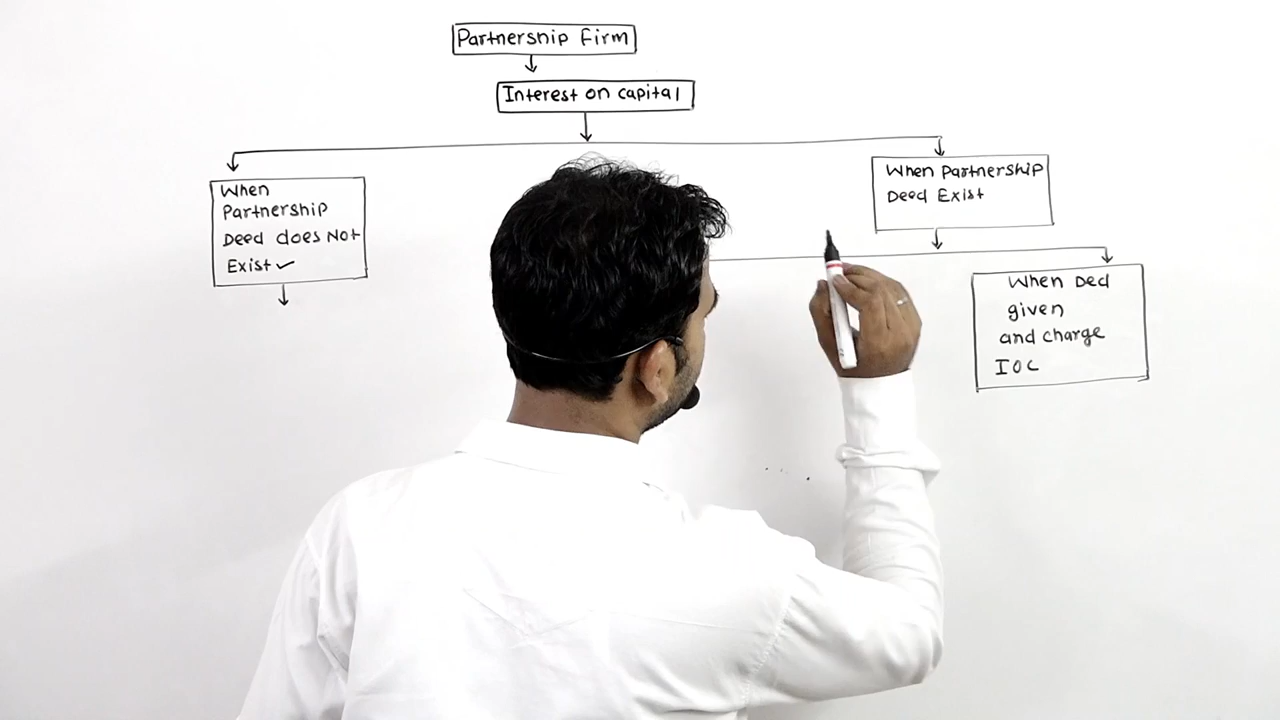 Partnership Firm
Interest on capital
When
Partnership
Deed does Not
Exist ✓
When Partnership
Deed Exist
When Ded
given
and charge
IOC